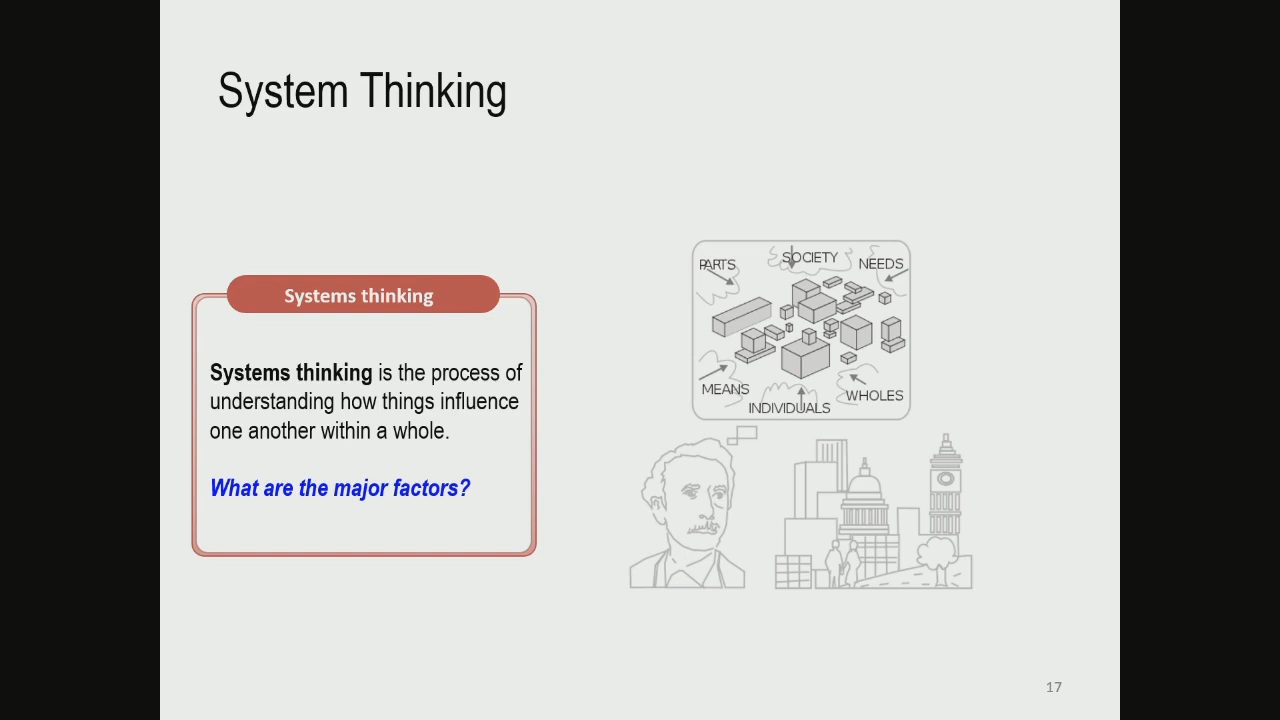 System Thinking
Systems thinking
Systems thinking is the process of
understanding how things influence
one another within a whole.
What are the major factors?
PARTS
SOCIETY
NEEDS
MEANS
INDIVIDUALS
WHOLES
17